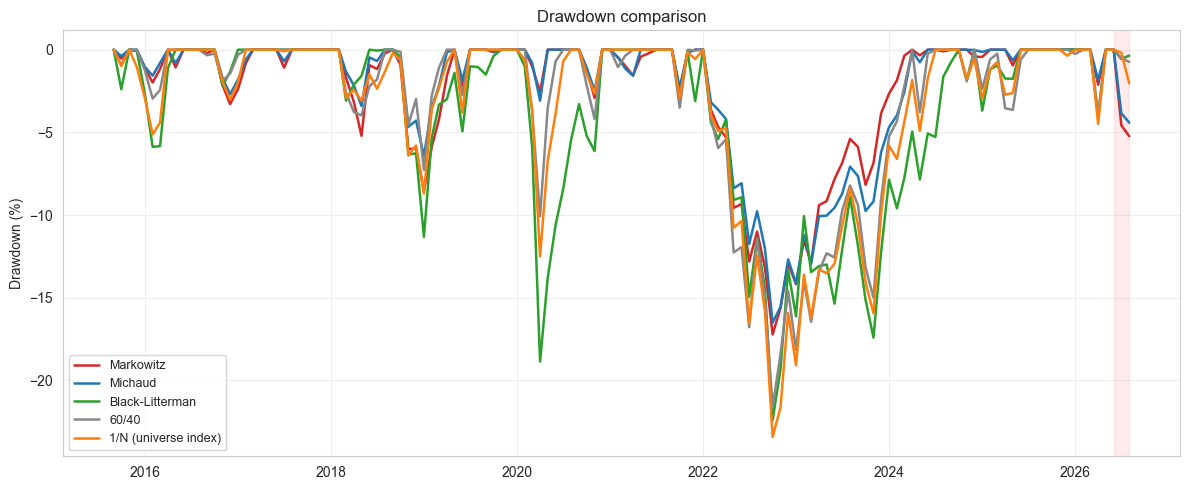 Drawdown comparison
Drawdown (%)
0
−5
−10
−15
−20
Markowitz
Michaud
Black-Litterman
60/40
1/N (universe index)
2016
2018
2020
2022
2024
2026